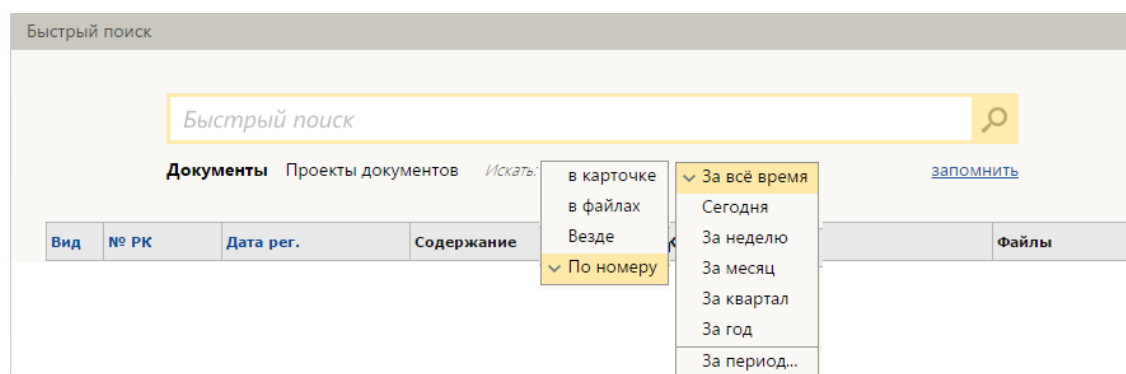 Быстрый поиск
Быстрый поиск
Документы Проекты документов Искать: запомнить
в карточке
в файлах
Везде
По номеру
За всё время
Сегодня
За неделю
За месяц
За квартал
За год
За период...
Вид № РК Дата рег. Содержание Файлы